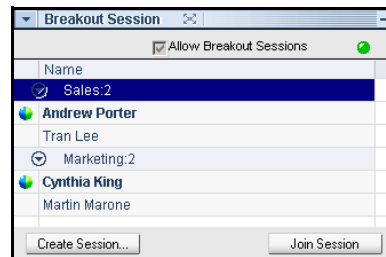 Breakout Session
Allow Breakout Sessions
Name
Sales:2
Andrew Porter
Tran Lee
Marketing:2
Cynthia King
Martin Marone
Create Session... Join Session